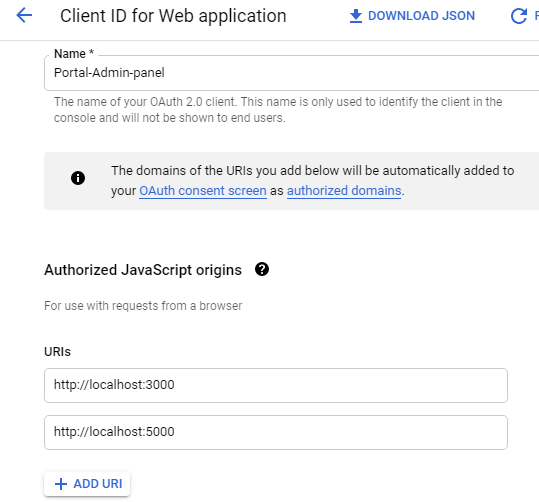 Client ID for Web application
DOWNLOAD JSON
Name *
Portal-Admin-panel
The name of your OAuth 2.0 client. This name is only used to identify the client in the
console and will not be shown to end users.
The domains of the URIs you add below will be automatically added to
your OAuth consent screen as authorized domains.
Authorized JavaScript origins
For use with requests from a browser
URIs
http://localhost:3000
http://localhost:5000
ADD URI